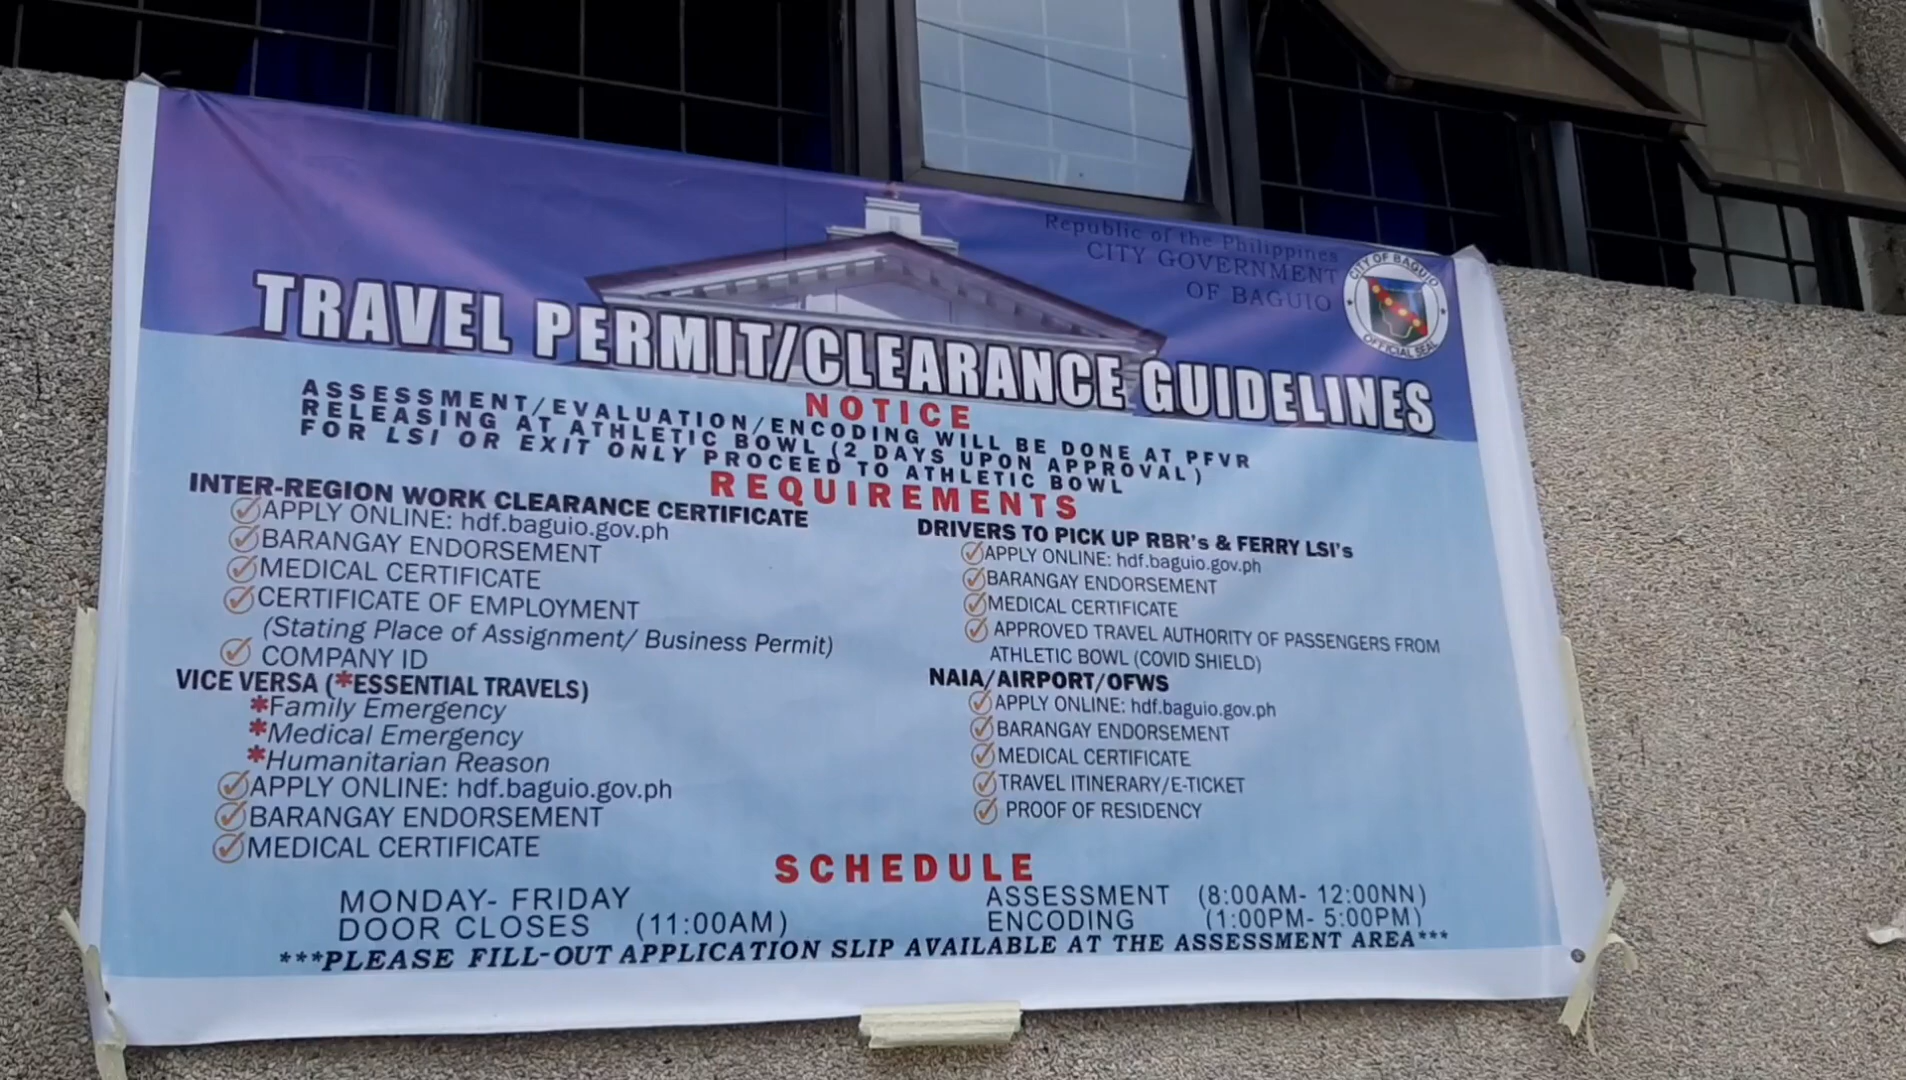 Republic of the Philippines
CITY GOVERNMENT
OF BAGUIO
CITY OF BAGUIO
OFFICIAL SEAL
TRAVEL PERMIT/CLEARANCE GUIDELINES
NOTICE
ASSESSMENT/EVALUATION/ENCODING WILL BE DONE AT PFVR
RELEASING AT ATHLETIC BOWL (2 DAYS UPON APPROVAL)
FOR LSI OR EXIT ONLY PROCEED TO ATHLETIC BOWL
REQUIREMENTS
INTER-REGION WORK CLEARANCE CERTIFICATE
APPLY ONLINE: hdf.baguio.gov.ph
BARANGAY ENDORSEMENT
MEDICAL CERTIFICATE
CERTIFICATE OF EMPLOYMENT
(Stating Place of Assignment/ Business Permit)
COMPANY ID
VICE VERSA (*ESSENTIAL TRAVELS)
*Family Emergency
*Medical Emergency
*Humanitarian Reason
APPLY ONLINE: hdf.baguio.gov.ph
BARANGAY ENDORSEMENT
MEDICAL CERTIFICATE
DRIVERS TO PICK UP RBR's & FERRY LSI's
APPLY ONLINE: hdf.baguio.gov.ph
BARANGAY ENDORSEMENT
MEDICAL CERTIFICATE
APPROVED TRAVEL AUTHORITY OF PASSENGERS FROM
ATHLETIC BOWL (COVID SHIELD)
NAIA/AIRPORT/OFWS
APPLY ONLINE: hdf.baguio.gov.ph
BARANGAY ENDORSEMENT
MEDICAL CERTIFICATE
TRAVEL ITINERARY/E-TICKET
PROOF OF RESIDENCY
SCHEDULE
MONDAY- FRIDAY
DOOR CLOSES (11:00AM)
ASSESSMENT (8:00AM- 12:00NN)
ENCODING (1:00PM- 5:00PM)
***PLEASE FILL-OUT APPLICATION SLIP AVAILABLE AT THE ASSESSMENT AREA***